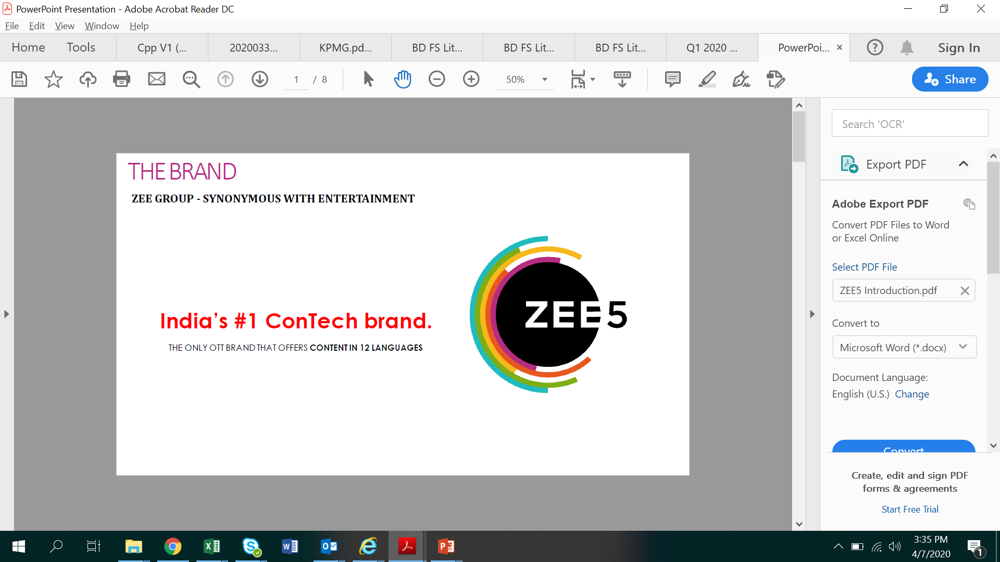 PowerPoint Presentation - Adobe Acrobat Reader DC
File Edit View Window Help
Home Tools Cpp V1 (... 2020033... KPMG.pd... BD FS Lit... BD FS Lit... BD FS Lit... Q1 2020 ... PowerPoi... Sign In
1 / 8 50% Share
Search 'OCR'
Export PDF
Adobe Export PDF
Convert PDF Files to Word
or Excel Online
Select PDF File
ZEE5 Introduction.pdf
Convert to
Microsoft Word (*.docx)
Document Language:
English (U.S.) Change
Convert
Create, edit and sign PDF
forms & agreements
Start Free Trial
THE BRAND
ZEE GROUP - SYNONYMOUS WITH ENTERTAINMENT
India’s #1 ConTech brand.
THE ONLY OTT BRAND THAT OFFERS CONTENT IN 12 LANGUAGES
ZEE5
3:35 PM
4/7/2020
1